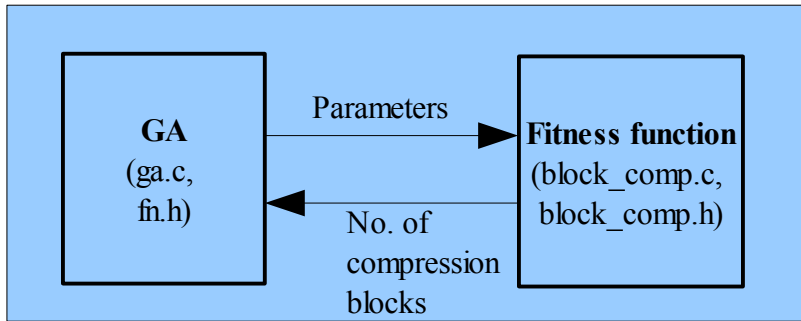 GA
(ga.c,
fn.h)
Parameters
No. of
compression
blocks
Fitness function
(block_comp.c,
block_comp.h)